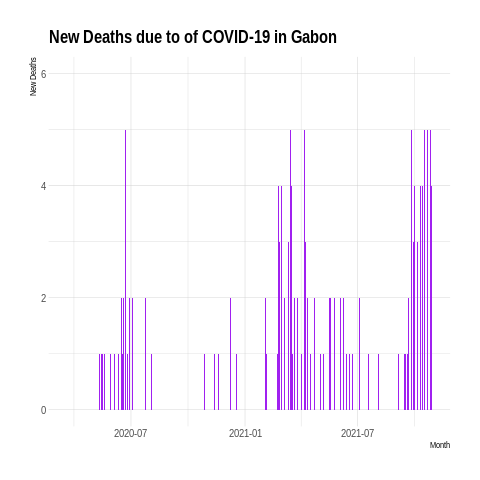 New Deaths due to of COVID-19 in Gabon
New Deaths
6
4
2
0
2020-07
2021-01
2021-07
Month